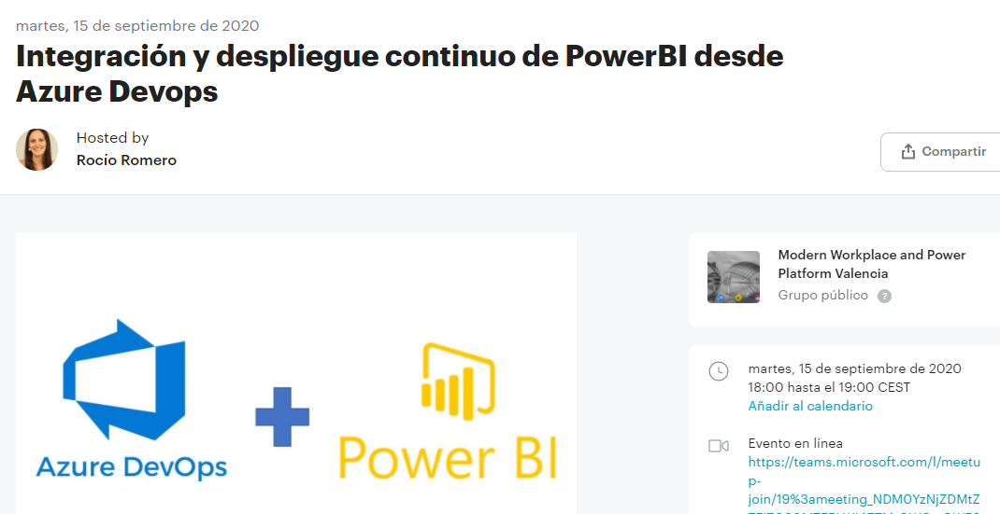 martes, 15 de septiembre de 2020
Integración y despliegue continuo de PowerBI desde
Azure Devops
Hosted by
Rocío Romero
Compartir
Azure DevOps
Power BI
Modern Workplace and Power
Platform Valencia
Grupo público ?
martes, 15 de septiembre de 2020
18:00 hasta el 19:00 CEST
Añadir al calendario
Evento en línea
https://teams.microsoft.com/l/meetu
p-
join/19%3ameeting_NDM0YzNjZDMtZ